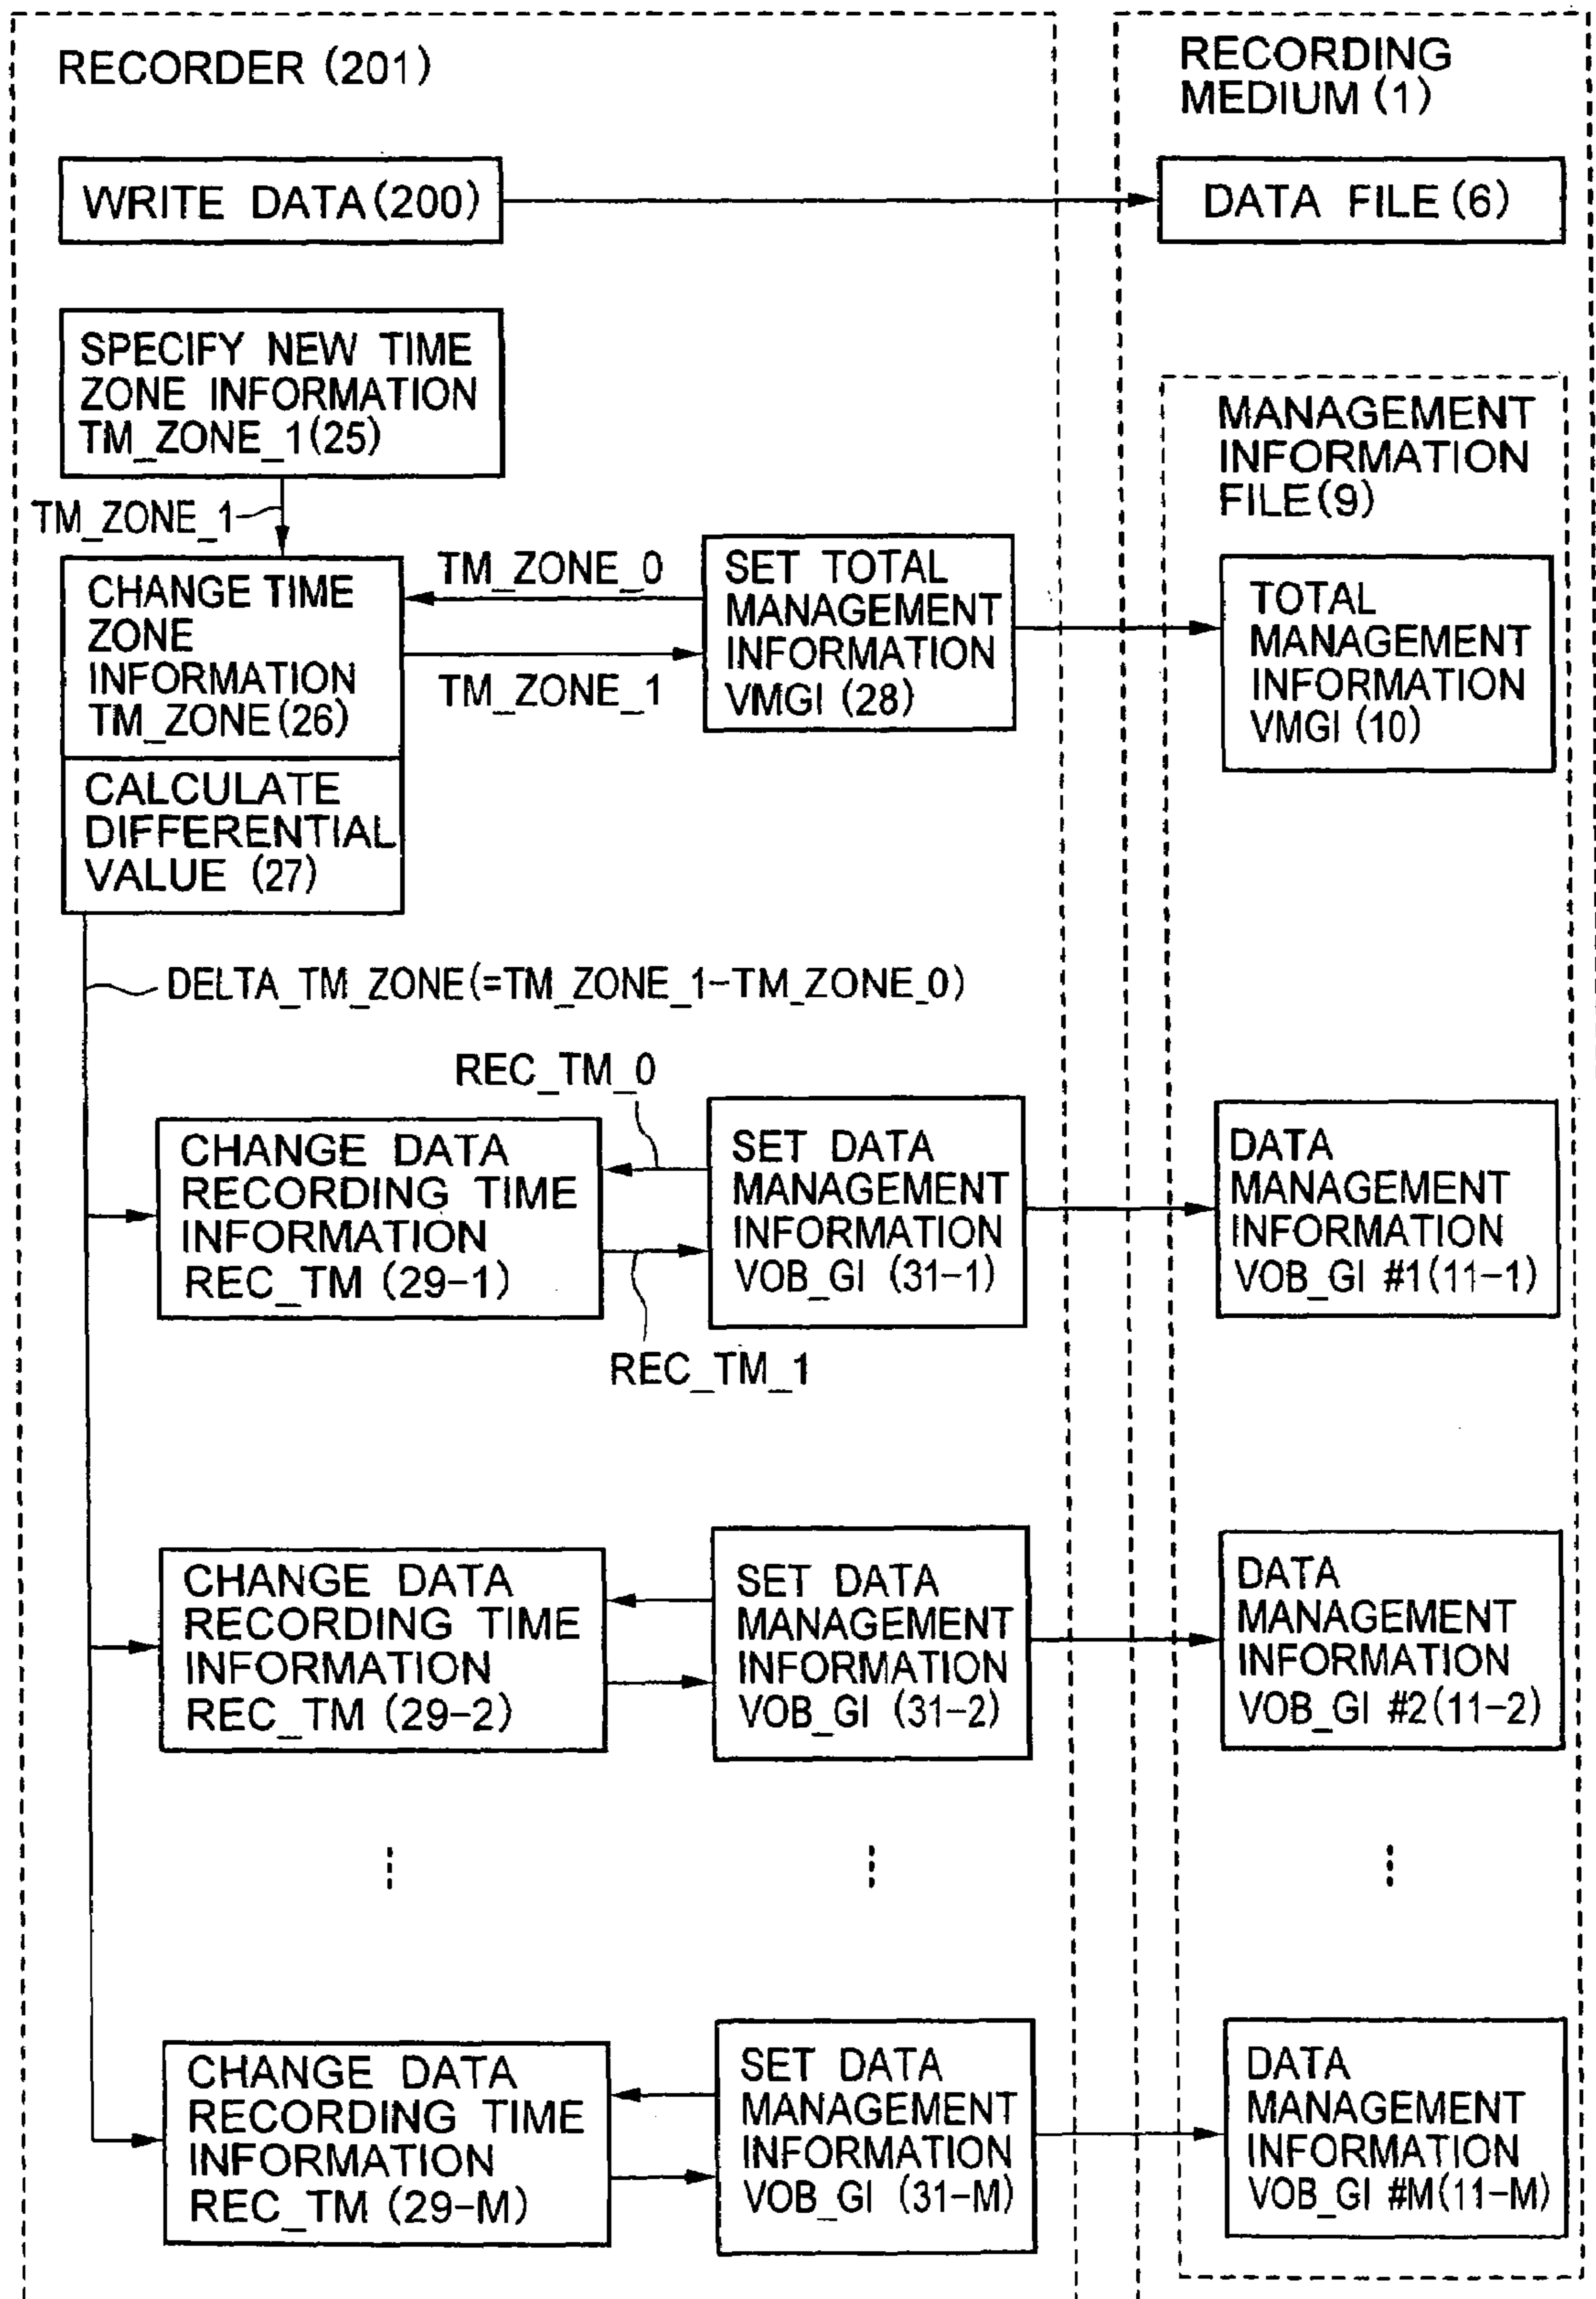 RECORDER (201)
RECORDING
MEDIUM (1)
WRITE DATA (200)
DATA FILE (6)
SPECIFY NEW TIME
ZONE INFORMATION
TM_ZONE_1 (25)
MANAGEMENT
INFORMATION
FILE (9)
TM_ZONE_1
CHANGE TIME
ZONE
INFORMATION
TM_ZONE (26)
TM_ZONE_0
TM_ZONE_1
SET TOTAL
MANAGEMENT
INFORMATION
VMGI (28)
TOTAL
MANAGEMENT
INFORMATION
VMGI (10)
CALCULATE
DIFFERENTIAL
VALUE (27)
DELTA_TM_ZONE(=TM_ZONE_1-TM_ZONE_0)
REC_TM_0
CHANGE DATA
RECORDING TIME
INFORMATION
REC_TM (29-1)
SET DATA
MANAGEMENT
INFORMATION
VOB_GI (31-1)
DATA
MANAGEMENT
INFORMATION
VOB_GI #1(11-1)
REC_TM_1
CHANGE DATA
RECORDING TIME
INFORMATION
REC_TM (29-2)
SET DATA
MANAGEMENT
INFORMATION
VOB_GI (31-2)
DATA
MANAGEMENT
INFORMATION
VOB_GI #2(11-2)
CHANGE DATA
RECORDING TIME
INFORMATION
REC_TM (29-M)
SET DATA
MANAGEMENT
INFORMATION
VOB_GI (31-M)
DATA
MANAGEMENT
INFORMATION
VOB_GI #M(11-M)